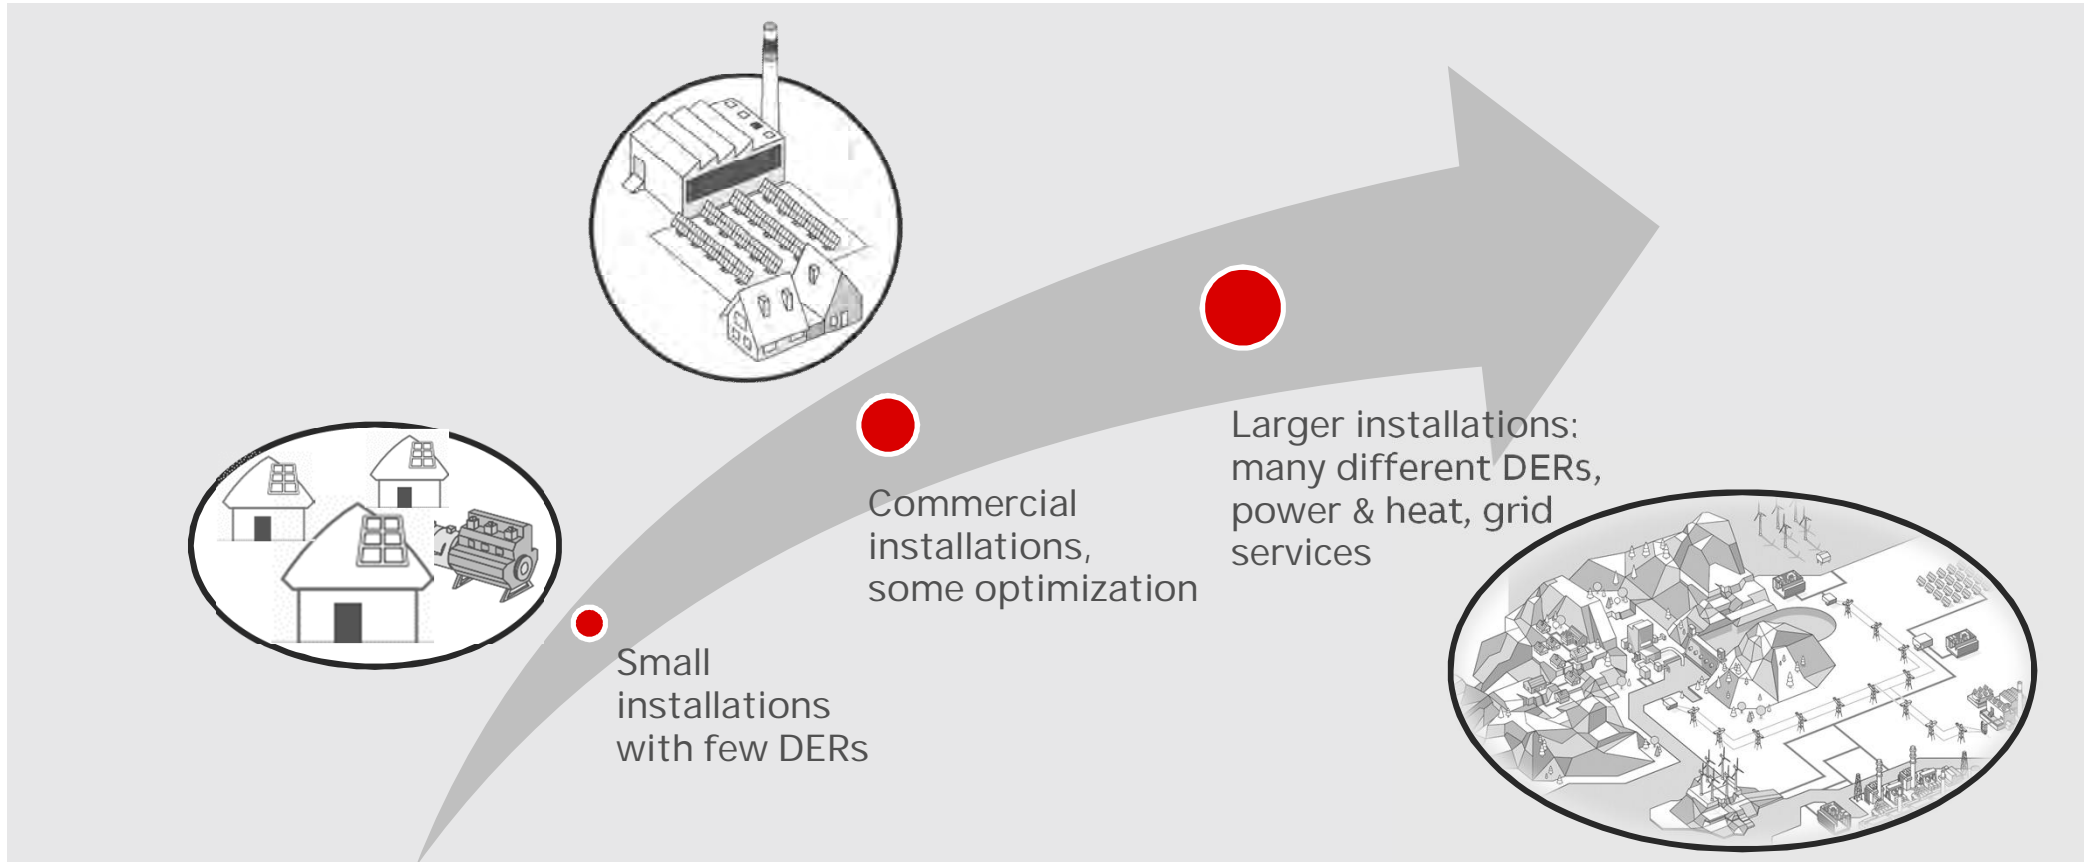 Small
installations
with few DERs
Commercial
installations,
some optimization
Larger installations:
many different DERs,
power & heat, grid
services